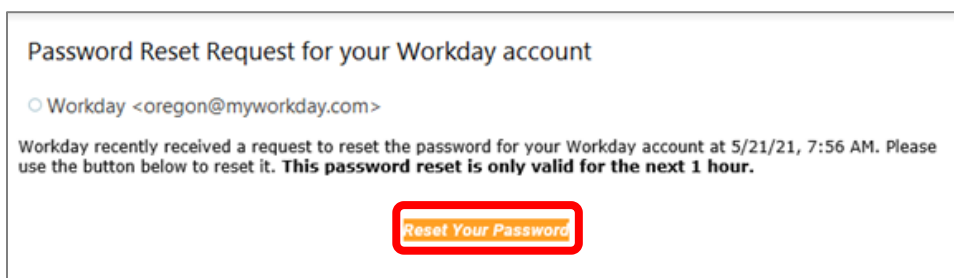 Password Reset Request for your Workday account
Workday <oregon@myworkday.com>
Workday recently received a request to reset the password for your Workday account at 5/21/21, 7:56 AM. Please
use the button below to reset it. This password reset is only valid for the next 1 hour.
Reset Your Password